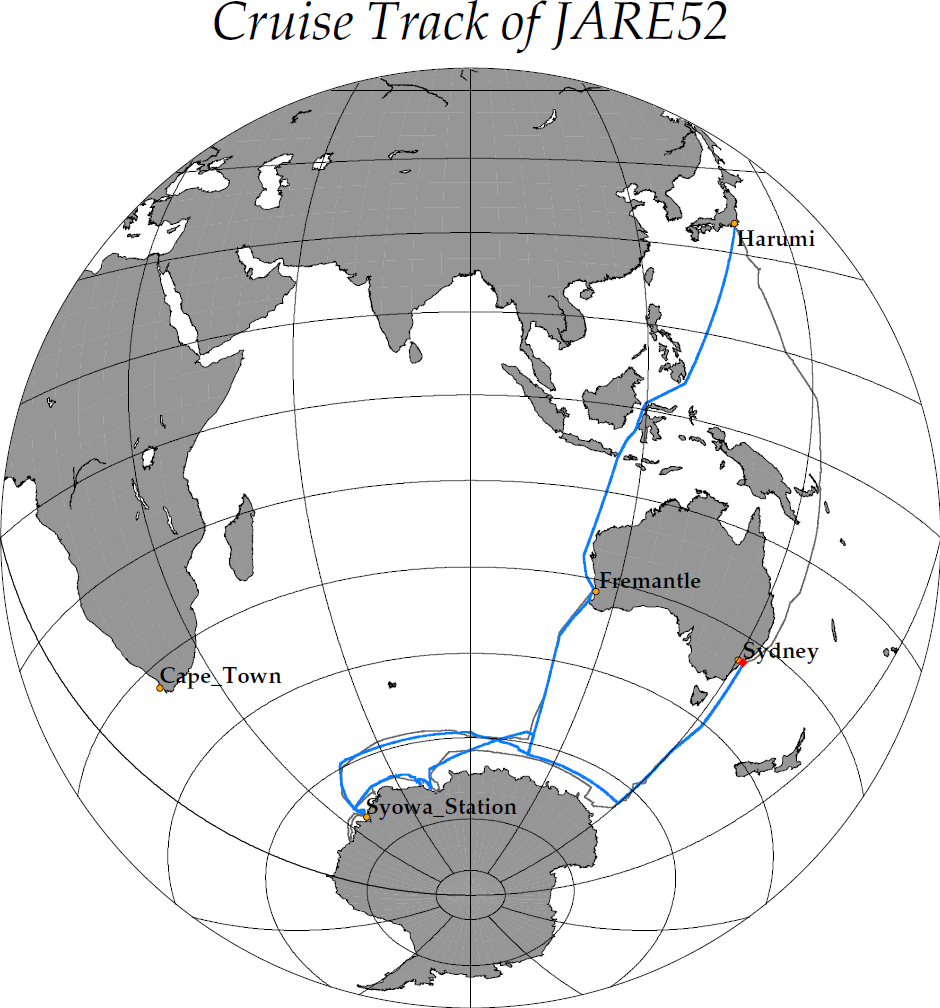 Cruise Track of JARE52
Harumi
Fremantle
Sydney
Cape_Town
Syowa_Station